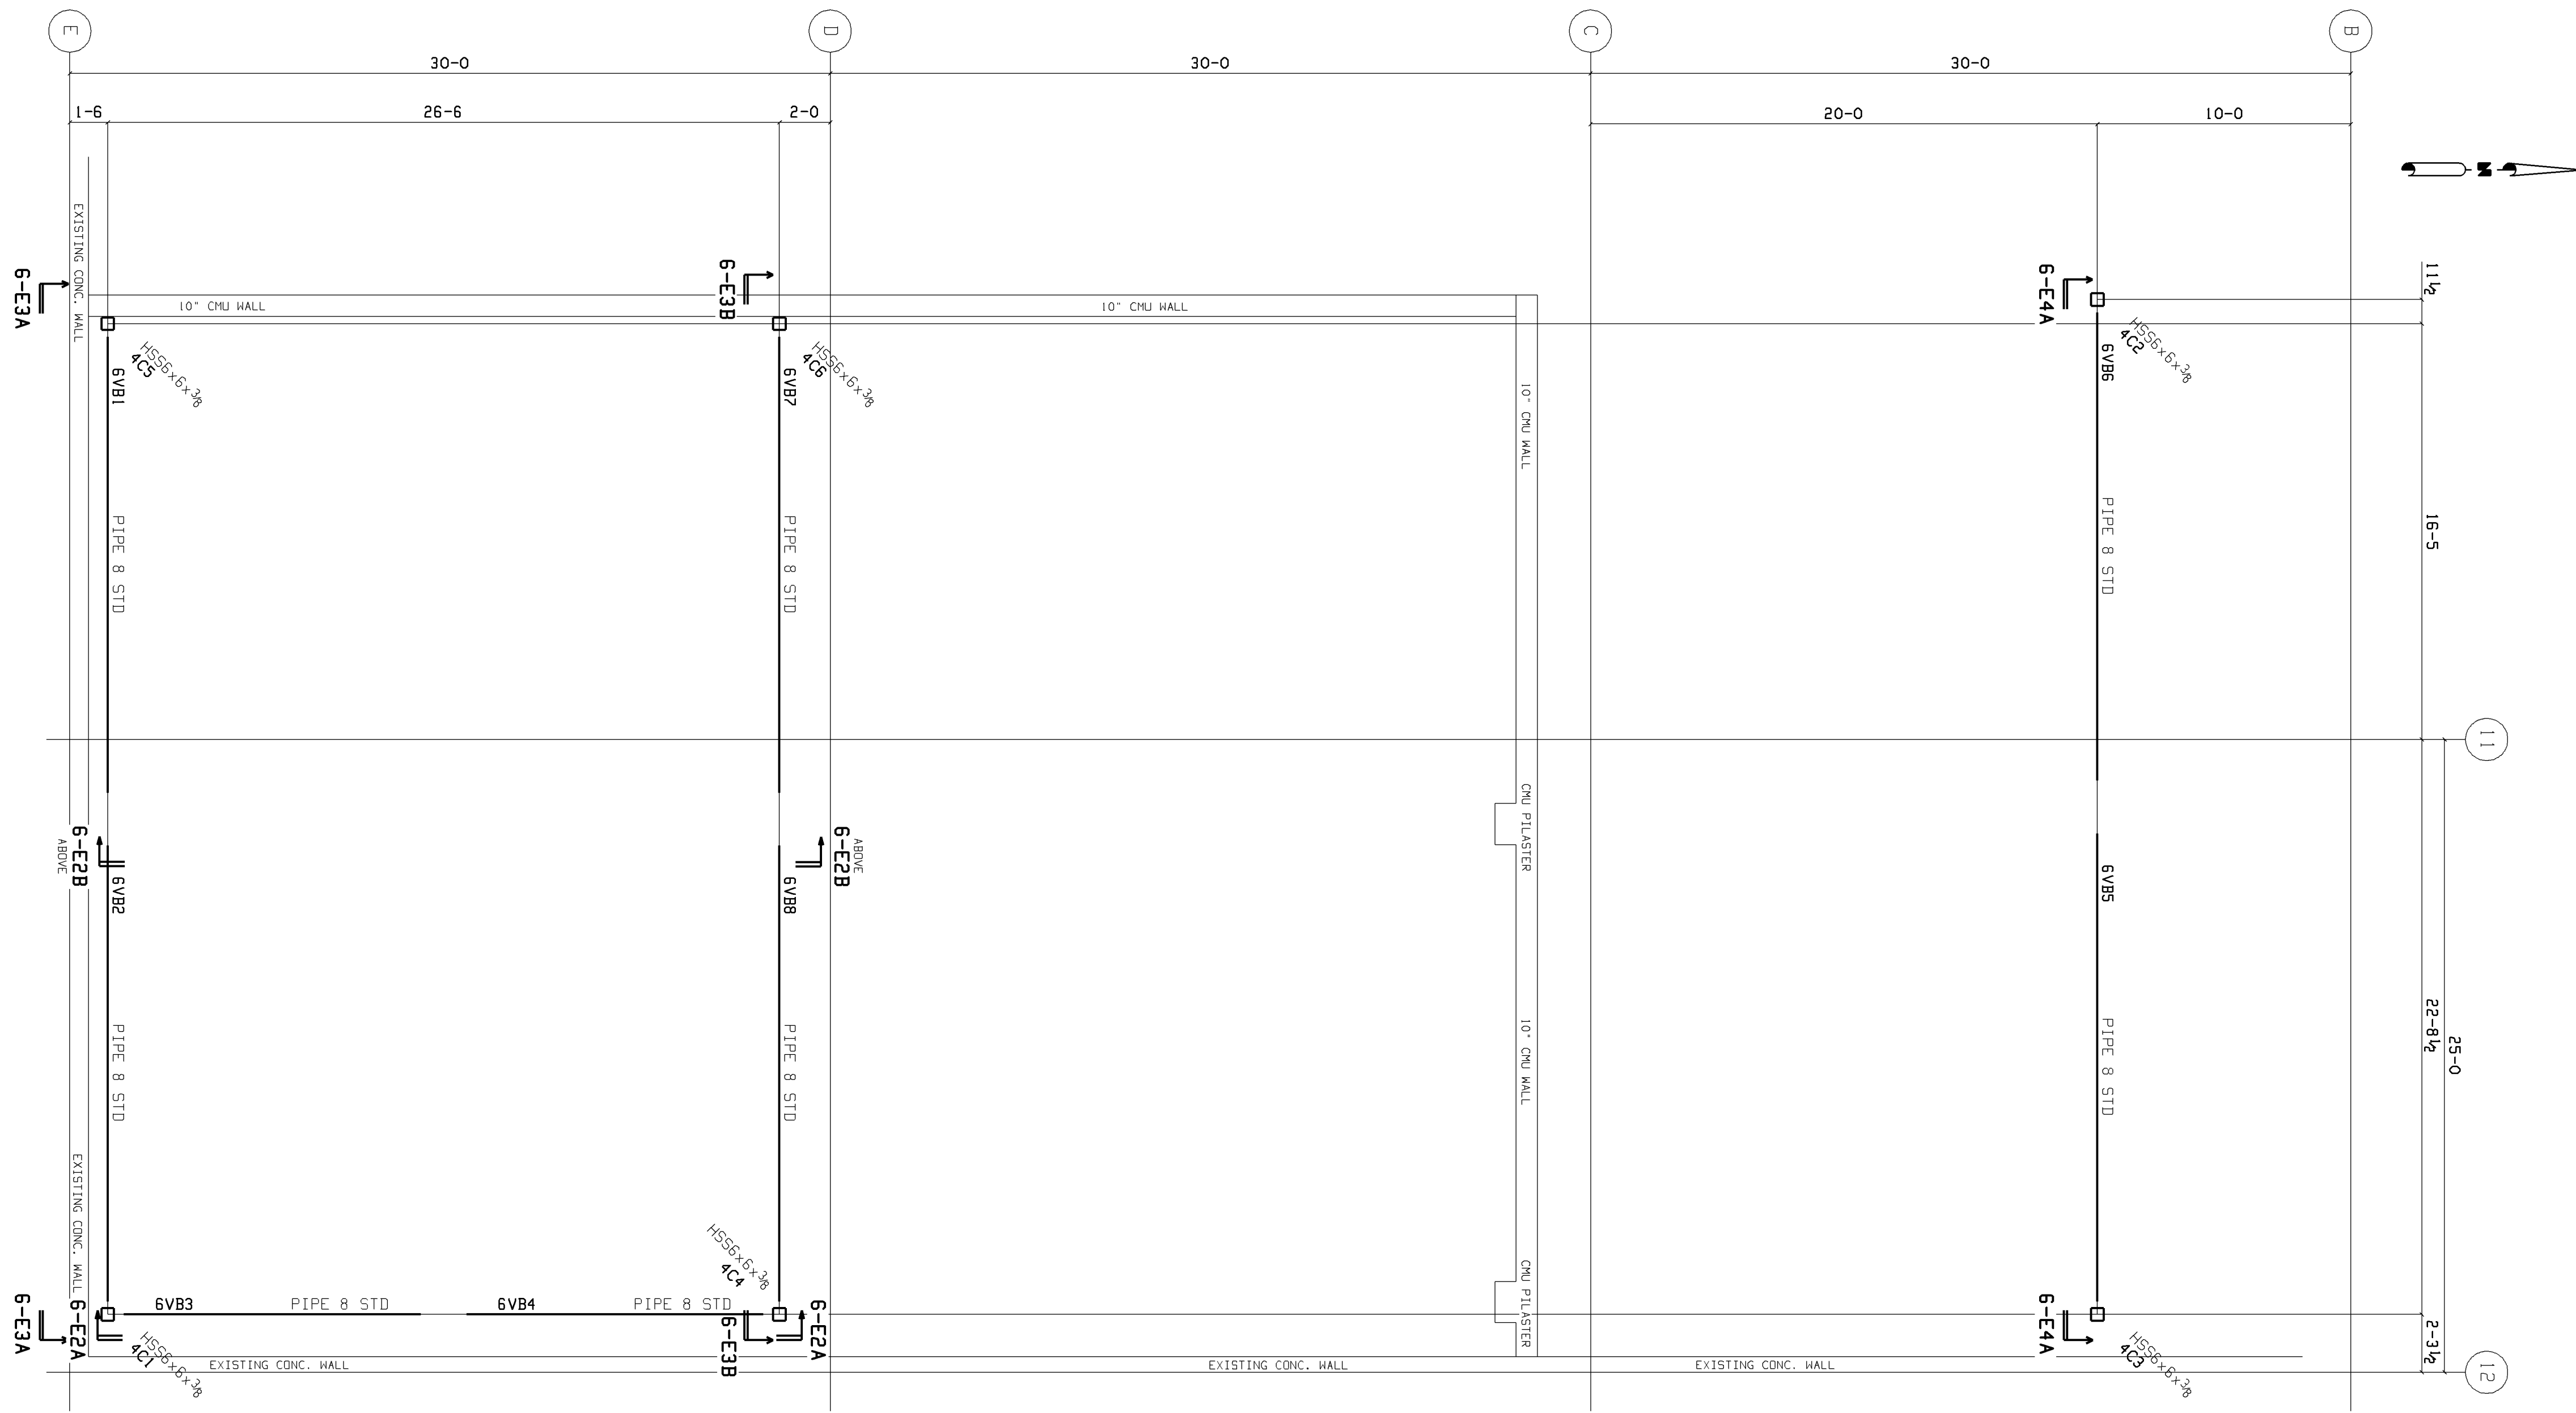 E
D
C
B
30-0
30-0
30-0
1-6
26-6
2-0
20-0
10-0
N
EXISTING CONC. WALL
6-E3A
6-E3B
6-E4A
11 1/2
10" CMU WALL
10" CMU WALL
HSS6x6x3/8
4C5
HSS6x6x3/8
4C6
HSS6x6x3/8
4C2
6VB1
6VB7
6VB6
10" CMU WALL
PIPE 8 STD
PIPE 8 STD
PIPE 8 STD
16-5
11
CMU PILASTER
6-E2B
ABOVE
6-E2B
ABOVE
6VB2
6VB8
6VB5
PIPE 8 STD
PIPE 8 STD
10" CMU WALL
PIPE 8 STD
22-8 1/2
25-0
EXISTING CONC. WALL
HSS6x6x3/8
4C4
CMU PILASTER
6VB3
PIPE 8 STD
6VB4
PIPE 8 STD
6-E3A
6-E2A
6-E3B
6-E2A
6-E4A
2-3 1/2
HSS6x6x3/8
4C1
HSS6x6x3/8
4C3
EXISTING CONC. WALL
EXISTING CONC. WALL
EXISTING CONC. WALL
12